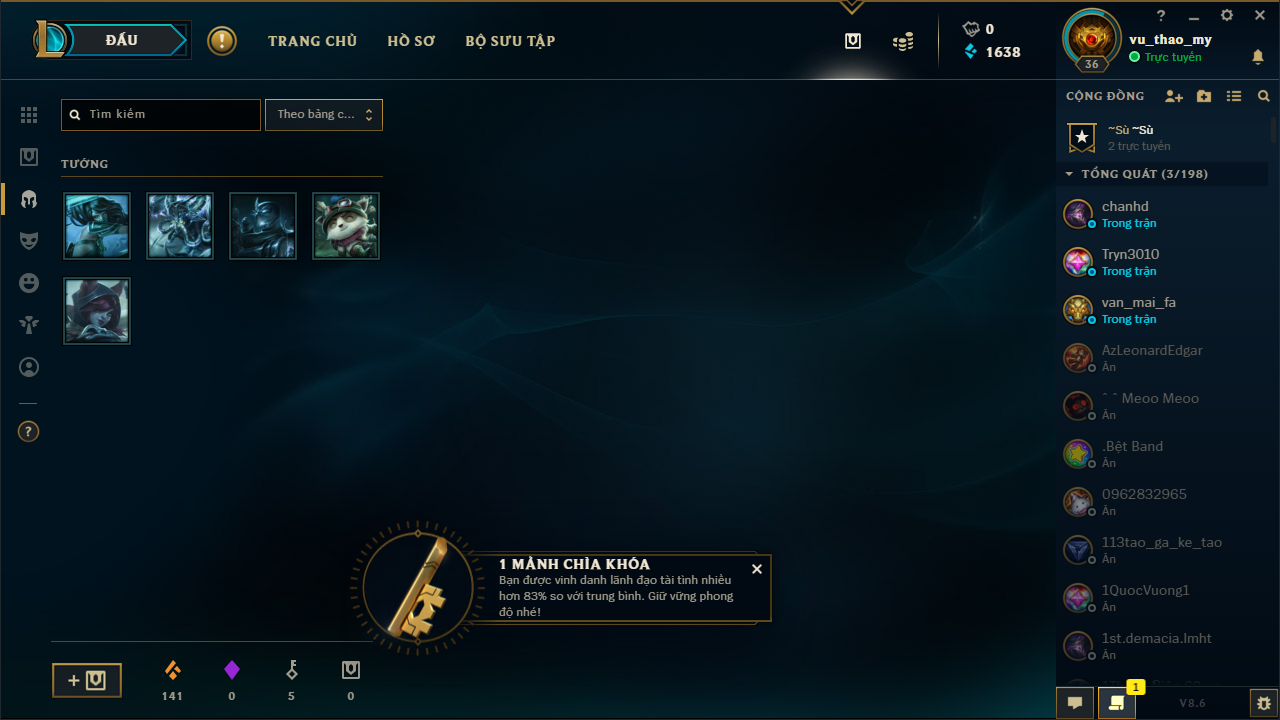 ĐẤU
!
TRANG CHỦ
HỒ SƠ
BỘ SƯU TẬP
0
1638
?
36
vu_thao_my
Trực tuyến
CỘNG ĐỒNG
~Sù ~Sù
2 trực tuyến
TỔNG QUÁT (3/198)
chanhd
Trong trận
Tryn3010
Trong trận
van_mai_fa
Trong trận
AzLeonardEdgar
Ẩn
^ ^ Meoo Meoo
Ẩn
.Bệt Band
Ẩn
0962832965
Ẩn
113tao_ga_ke_tao
Ẩn
1QuocVuong1
Ẩn
1st.demacia.lmht
Ẩn
1
V8.6
Tìm kiếm
Theo bảng c...
TƯỚNG
?
1 MẢNH CHÌA KHÓA
Bạn được vinh danh lãnh đạo tài tình nhiều
hơn 83% so với trung bình. Giữ vững phong
độ nhé!
+
141
0
5
0